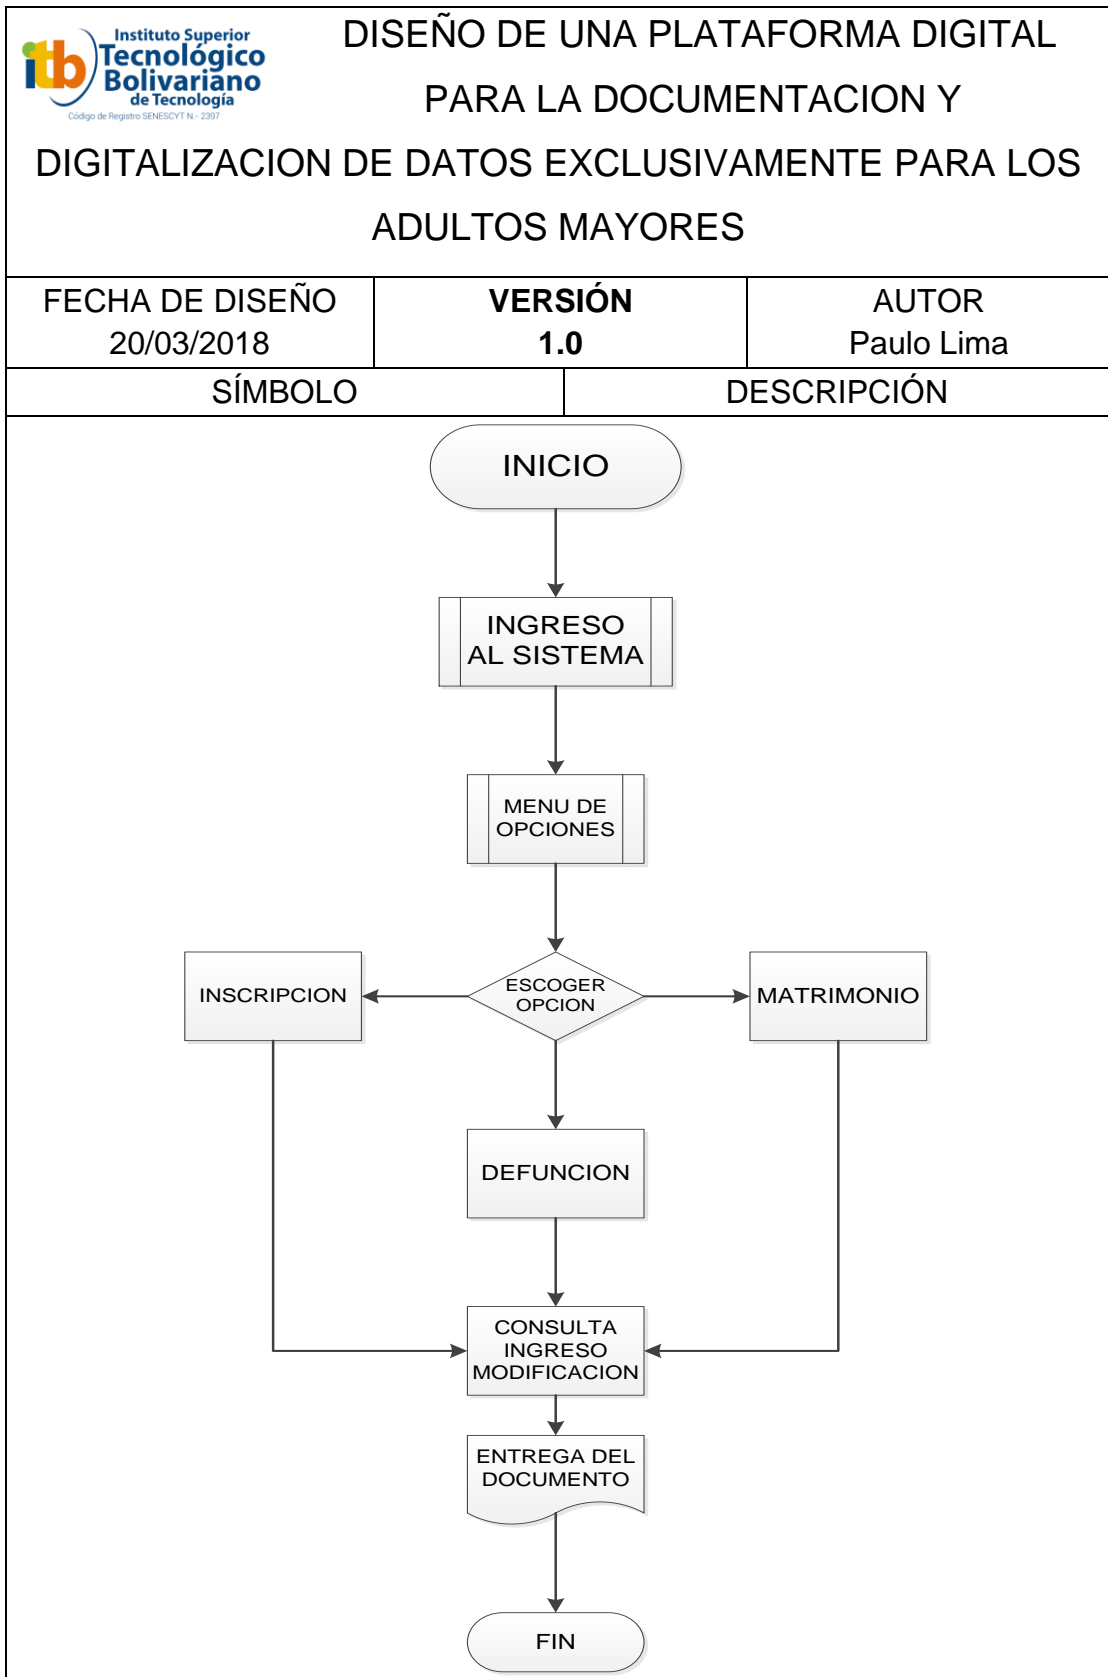 itb
Instituto Superior
Tecnológico
Bolivariano
de Tecnología
Código de Registro SENESCYT N.- 2397
DISEÑO DE UNA PLATAFORMA DIGITAL
PARA LA DOCUMENTACION Y
DIGITALIZACION DE DATOS EXCLUSIVAMENTE PARA LOS
ADULTOS MAYORES
FECHA DE DISEÑO
20/03/2018
VERSIÓN
1.0
AUTOR
Paulo Lima
SÍMBOLO
DESCRIPCIÓN
INICIO
INGRESO
AL SISTEMA
MENU DE
OPCIONES
INSCRIPCION
ESCOGER
OPCION
MATRIMONIO
DEFUNCION
CONSULTA
INGRESO
MODIFICACION
ENTREGA DEL
DOCUMENTO
FIN